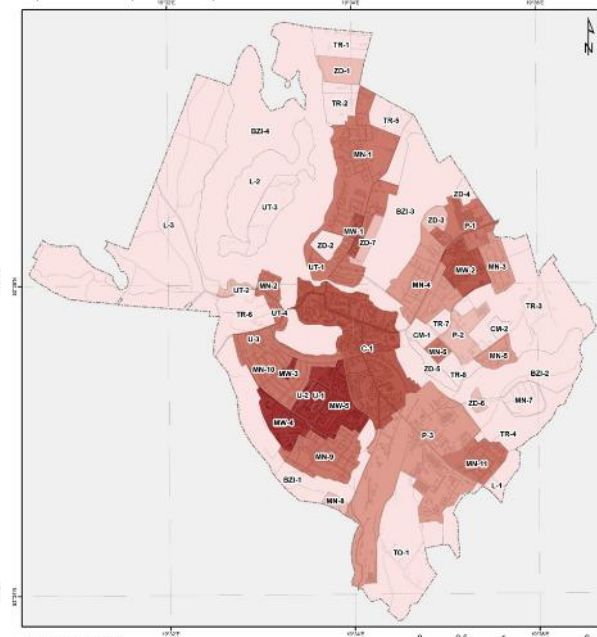 TR-1
ZD-1
TR-2
TR-5
BZI-4
MN-1
L-2
ZD-4
UT-3
BZI-3
ZD-3
P-1
L-3
MW-1
ZD-2
ZD-7
MW-2
MN-3
UT-1
MN-4
UT-2
MN-2
TR-3
TR-6
UT-4
TR-7
CM-1
P-2
CM-2
U-3
C-1
MN-6
MN-5
MN-10
MW-3
ZD-5
TR-8
BZI-2
U-2
U-1
MW-5
ZD-6
MN-7
MW-4
P-3
TR-4
MN-9
MN-11
BZI-1
L-1
MN-8
TO-1